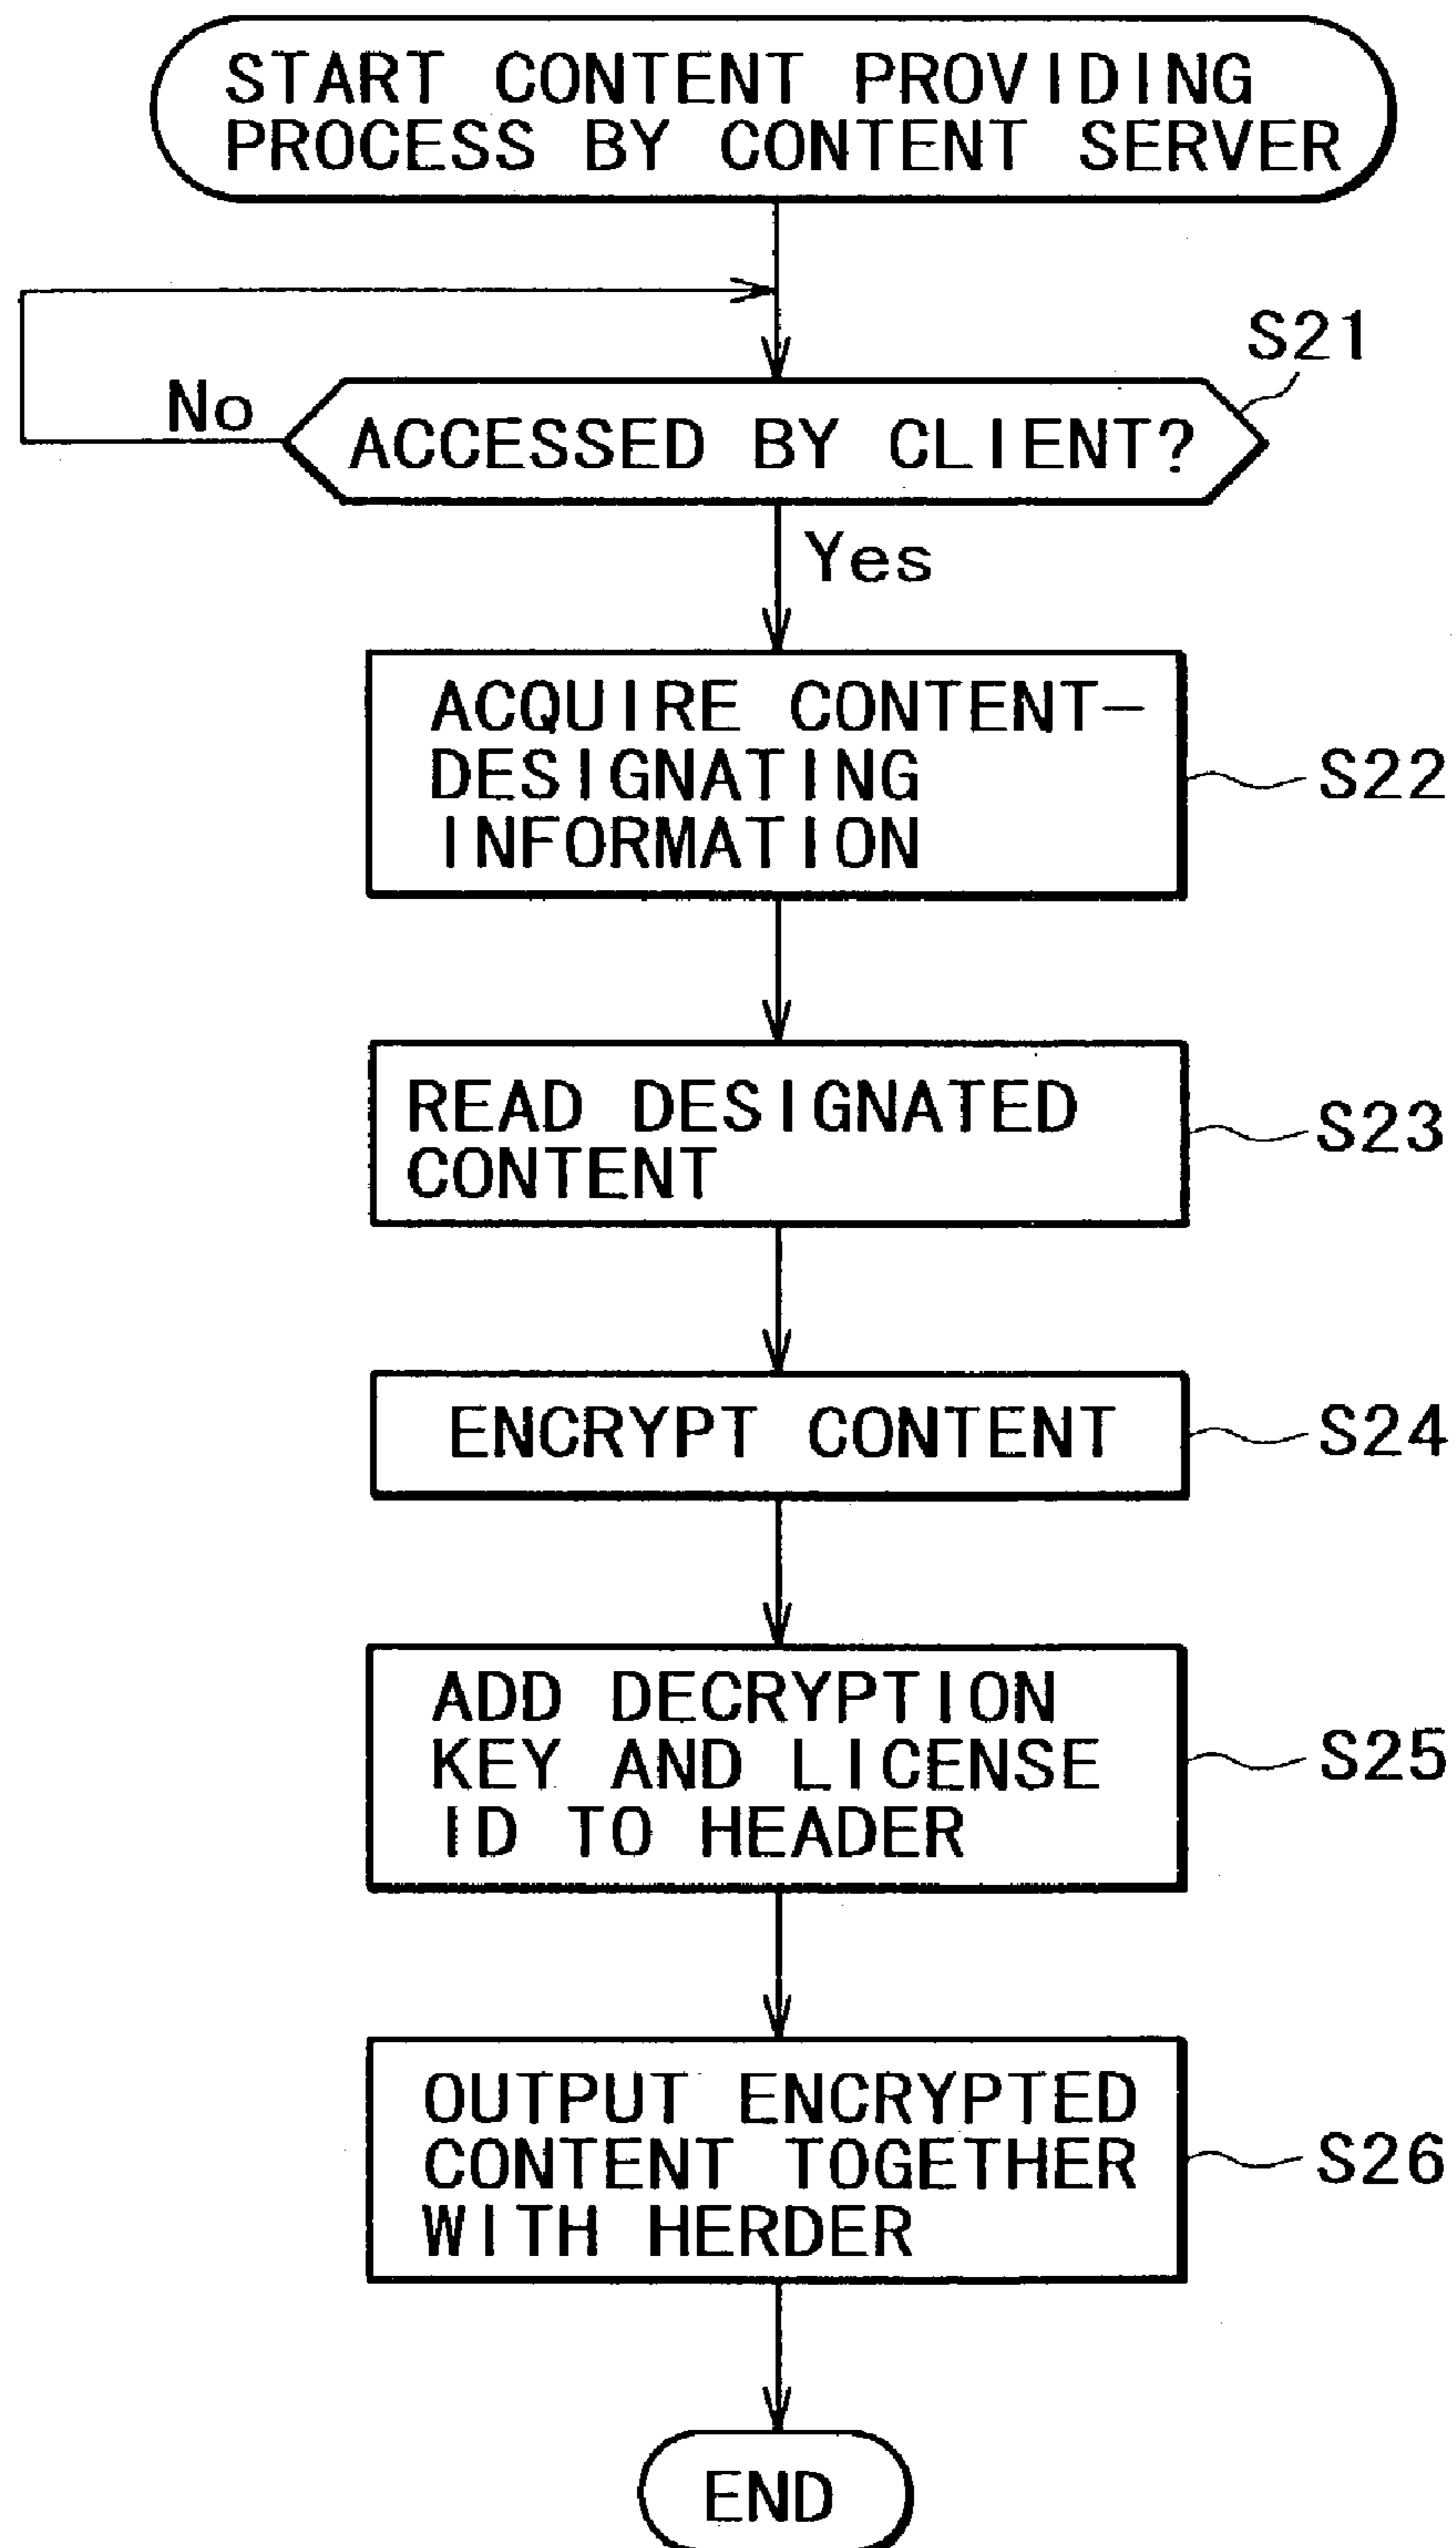 START CONTENT PROVIDING
PROCESS BY CONTENT SERVER
S21
No
ACCESSED BY CLIENT?
Yes
ACQUIRE CONTENT-
DESIGNATING
INFORMATION
S22
READ DESIGNATED
CONTENT
S23
ENCRYPT CONTENT
S24
ADD DECRYPTION
KEY AND LICENSE
ID TO HEADER
S25
OUTPUT ENCRYPTED
CONTENT TOGETHER
WITH HERDER
S26
END